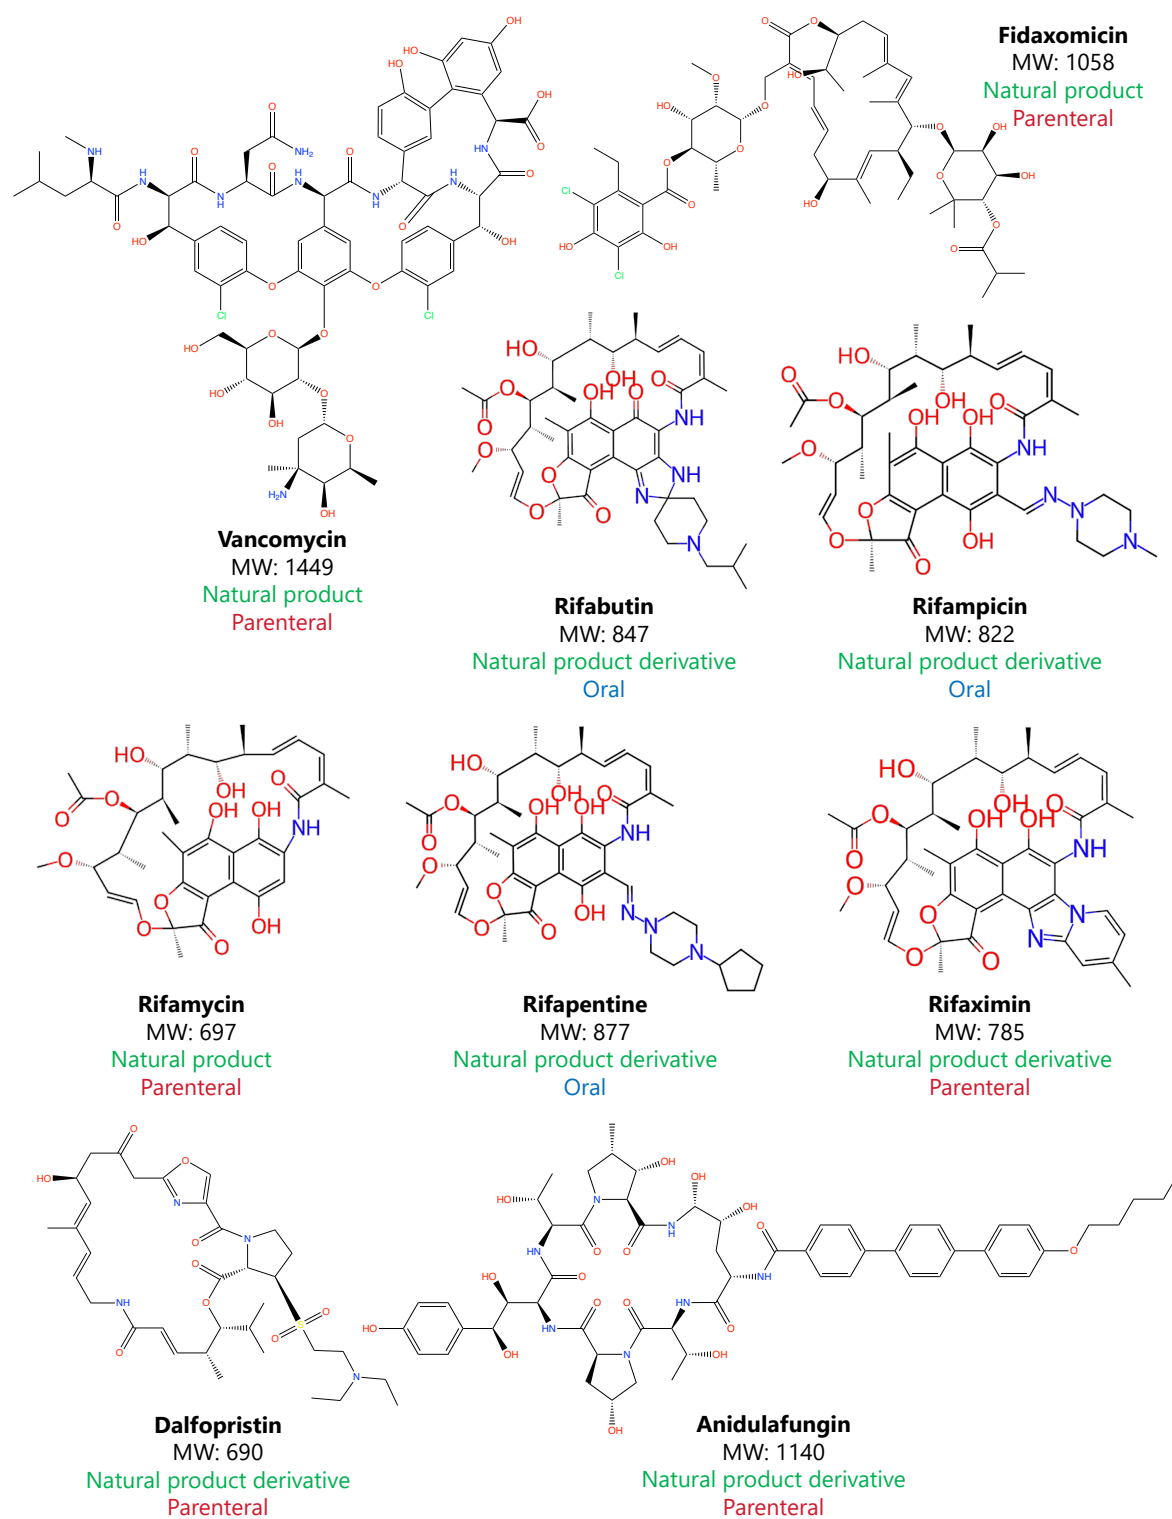 Fidaxomicin
MW: 1058
Natural product
Parenteral
Vancomycin
MW: 1449
Natural product
Parenteral
Rifabutin
MW: 847
Natural product derivative
Oral
Rifampicin
MW: 822
Natural product derivative
Oral
Rifamycin
MW: 697
Natural product
Parenteral
Rifapentine
MW: 877
Natural product derivative
Oral
Rifaximin
MW: 785
Natural product derivative
Parenteral
Dalfopristin
MW: 690
Natural product derivative
Parenteral
Anidulafungin
MW: 1140
Natural product derivative
Parenteral